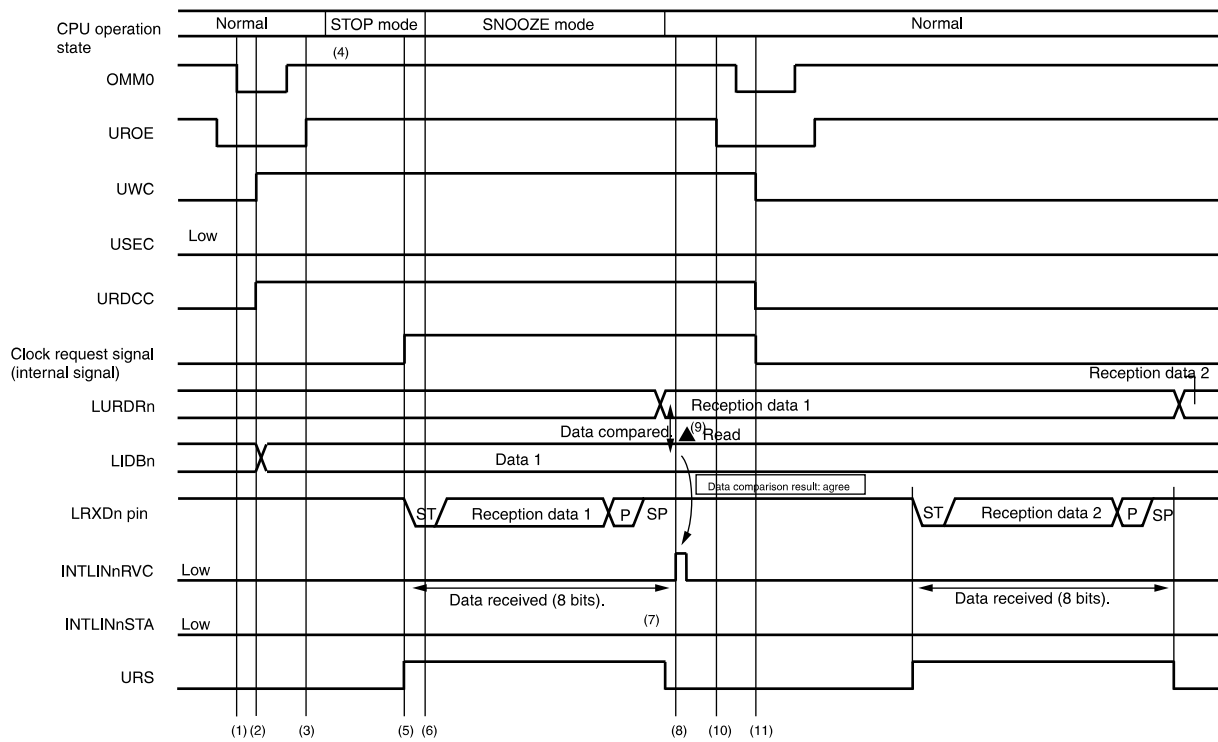 CPU operation
state
Normal
STOP mode
SNOOZE mode
Normal
(4)
OMM0
UROE
UWC
USEC
Low
URDCC
Clock request signal
(internal signal)
Reception data 2
LURDRn
Reception data 1
Data compared.
(9)
Read
LIDBn
Data 1
Data comparison result: agree
LRXDn pin
ST
Reception data 1
P
SP
ST
Reception data 2
P
SP
INTLINnRVC
Low
Data received (8 bits).
Data received (8 bits).
INTLINnSTA
Low
(7)
URS
(1) (2) (3) (5) (6) (8) (10) (11)